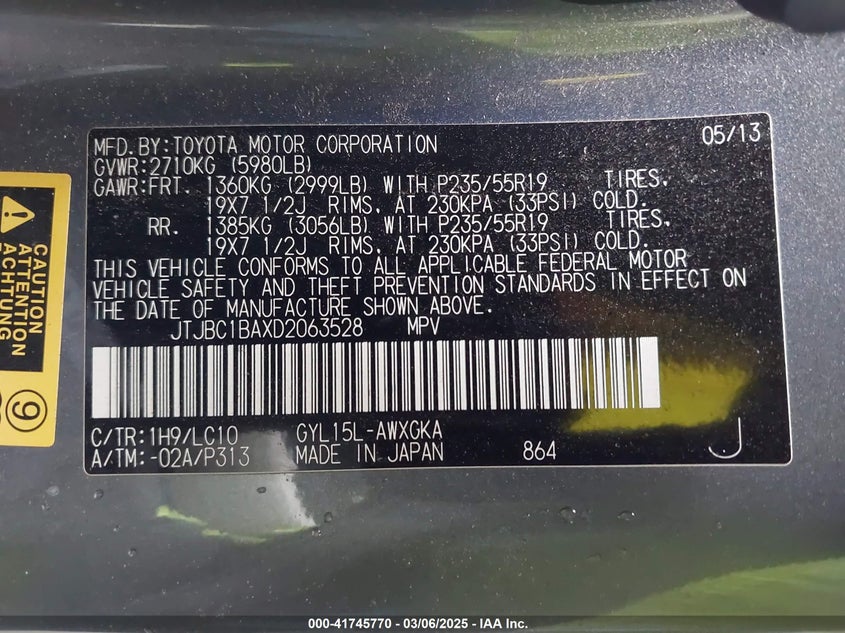 MFD.BY:TOYOTA MOTOR CORPORATION 05/13
GVWR:2710KG (5980LB)
GAWR:FRT. 1360KG (2999LB) WITH P235/55R19 TIRES,
19X7 1/2J RIMS, AT 230KPA (33PSI) COLD.
RR. 1385KG (3056LB) WITH P235/55R19 TIRES,
19X7 1/2J RIMS, AT 230KPA (33PSI) COLD.
THIS VEHICLE CONFORMS TO ALL APPLICABLE FEDERAL MOTOR
VEHICLE SAFETY AND THEFT PREVENTION STANDARDS IN EFFECT ON
THE DATE OF MANUFACTURE SHOWN ABOVE.
JTJBC1BAXD2063528 MPV
C/TR:1H9/LC10 GYL15L-AWXGKA
A/TM:-02A/P313 MADE IN JAPAN 864 J
CAUTION
ATTENTION
ACHTUNG
9
000-41745770 - 03/06/2025 - IAA Inc.